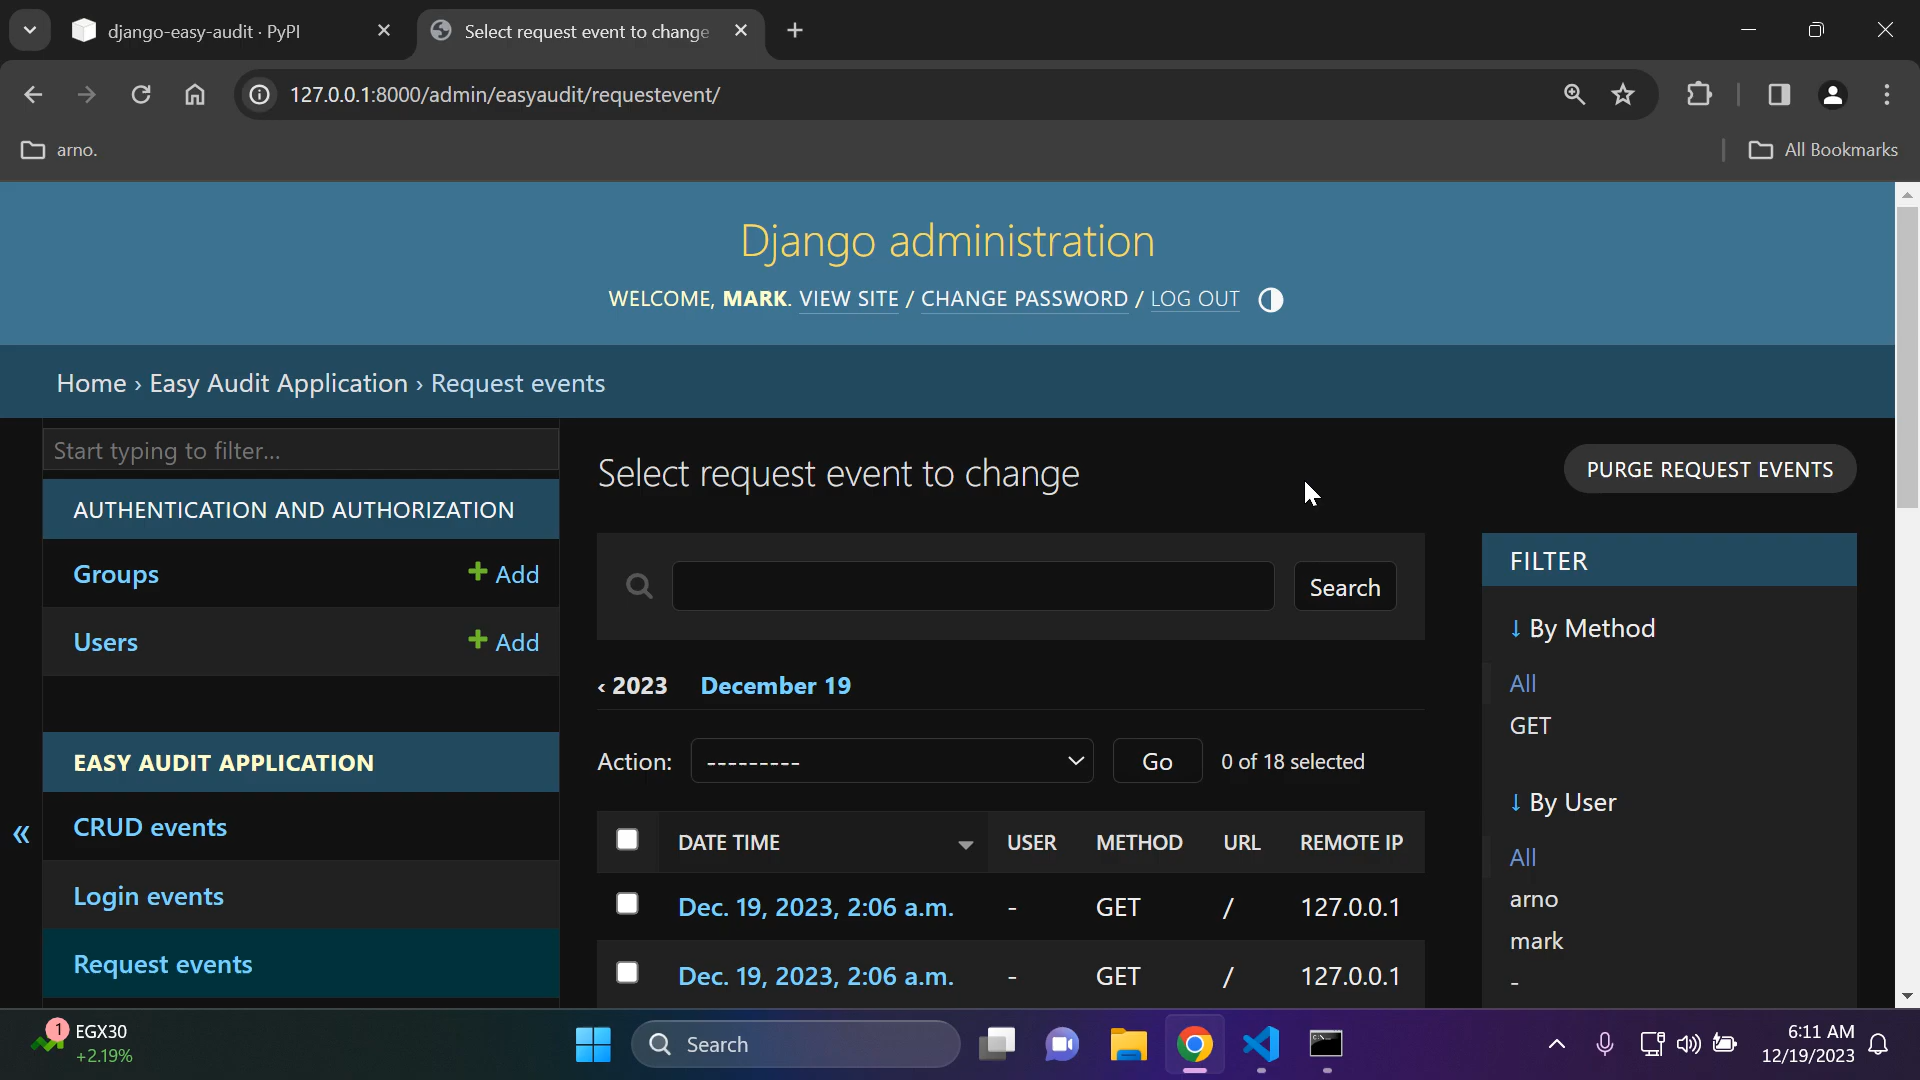 django-easy-audit · PyPI
Select request event to change
127.0.0.1:8000/admin/easyaudit/requestevent/
arno.
All Bookmarks
Django administration
WELCOME, MARK. VIEW SITE / CHANGE PASSWORD / LOG OUT
Home › Easy Audit Application › Request events
Start typing to filter...
AUTHENTICATION AND AUTHORIZATION
Groups
+ Add
Users
+ Add
EASY AUDIT APPLICATION
CRUD events
«
Login events
Request events
Select request event to change
PURGE REQUEST EVENTS
Search
‹ 2023 December 19
Action: --------- Go 0 of 18 selected
DATE TIME USER METHOD URL REMOTE IP
Dec. 19, 2023, 2:06 a.m. - GET / 127.0.0.1
Dec. 19, 2023, 2:06 a.m. - GET / 127.0.0.1
FILTER
↓ By Method
All
GET
↓ By User
All
arno
mark
-
1
EGX30
+2.19%
Search
6:11 AM
12/19/2023